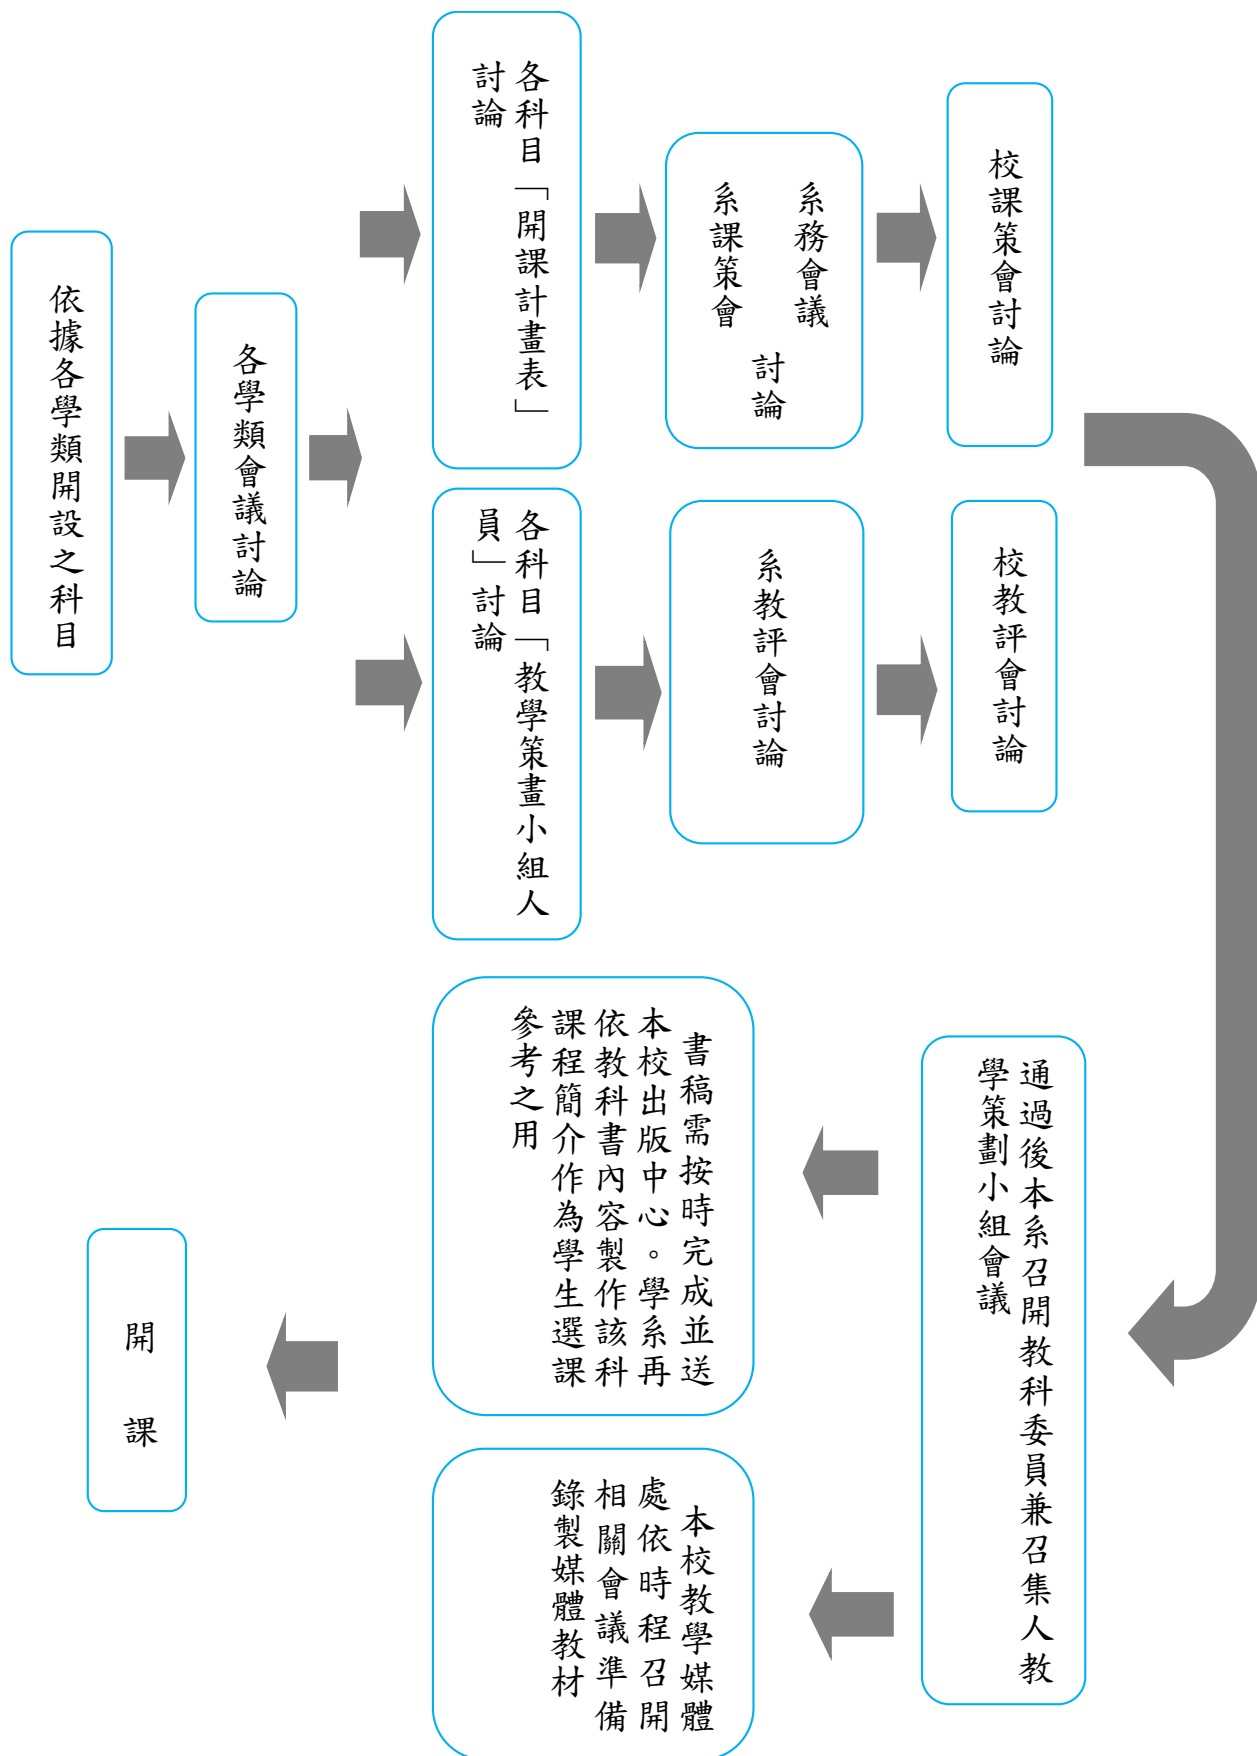 依據各學類開設之科目
各學類會議討論
各科目「開課計畫表」
討論
系務會議
系課策會
討論
校課策會討論
各科目「教學策畫小組人
員」討論
系教評會討論
校教評會討論
通過後本系召開教科委員兼召集人教
學策劃小組會議
書稿需按時完成並送
本校出版中心。學系再
依教科書內容製作該科
課程簡介作為學生選課
參考之用
本校教學媒體
處依時程召開
相關會議準備
錄製媒體教材
開課